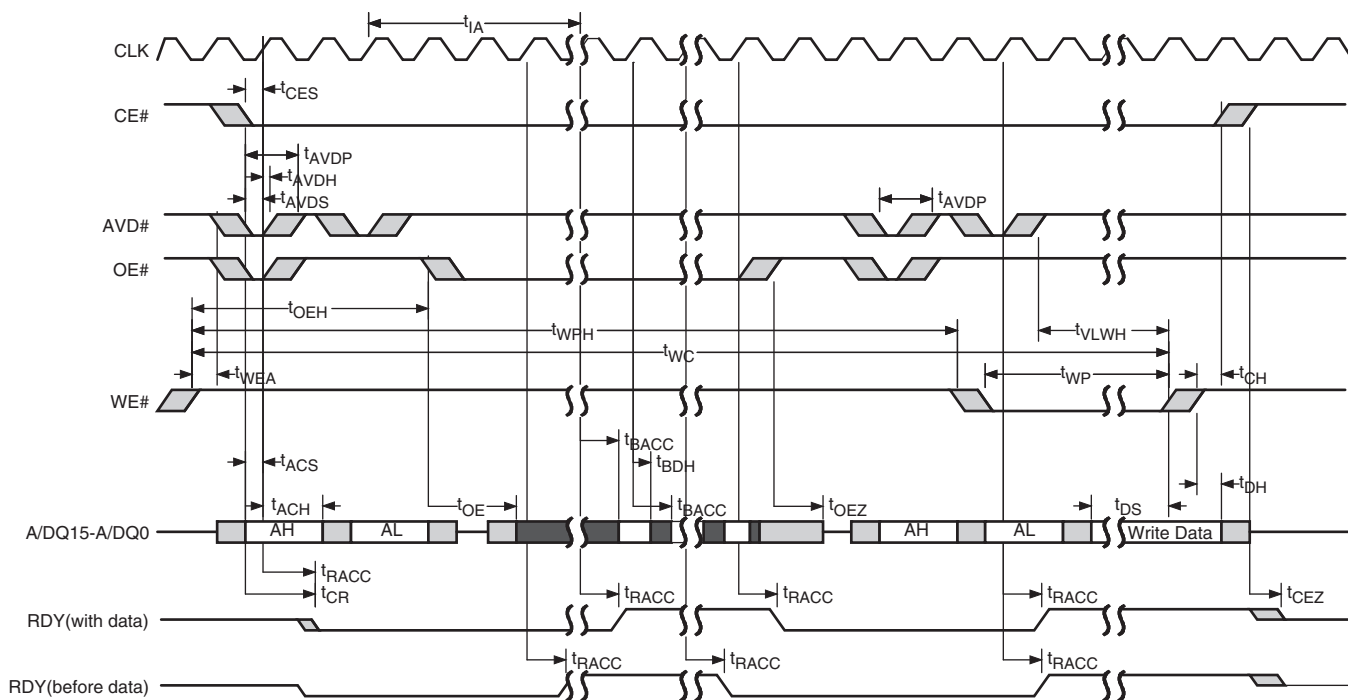 tIA
CLK
tCES
CE#
tAVDP
tAVDH
tAVDS
tAVDP
AVD#
OE#
tOEH
tWPH
tVLWH
tWC
tWEA
tWP
tCH
WE#
tBACC
tACS
tBDH
tACH
tOE
tBACC
tOEZ
tDS
tDH
A/DQ15-A/DQ0
AH
AL
AH
AL
Write Data
tRACC
tCR
tRACC
tRACC
tRACC
tCEZ
RDY(with data)
tRACC
tRACC
tRACC
RDY(before data)